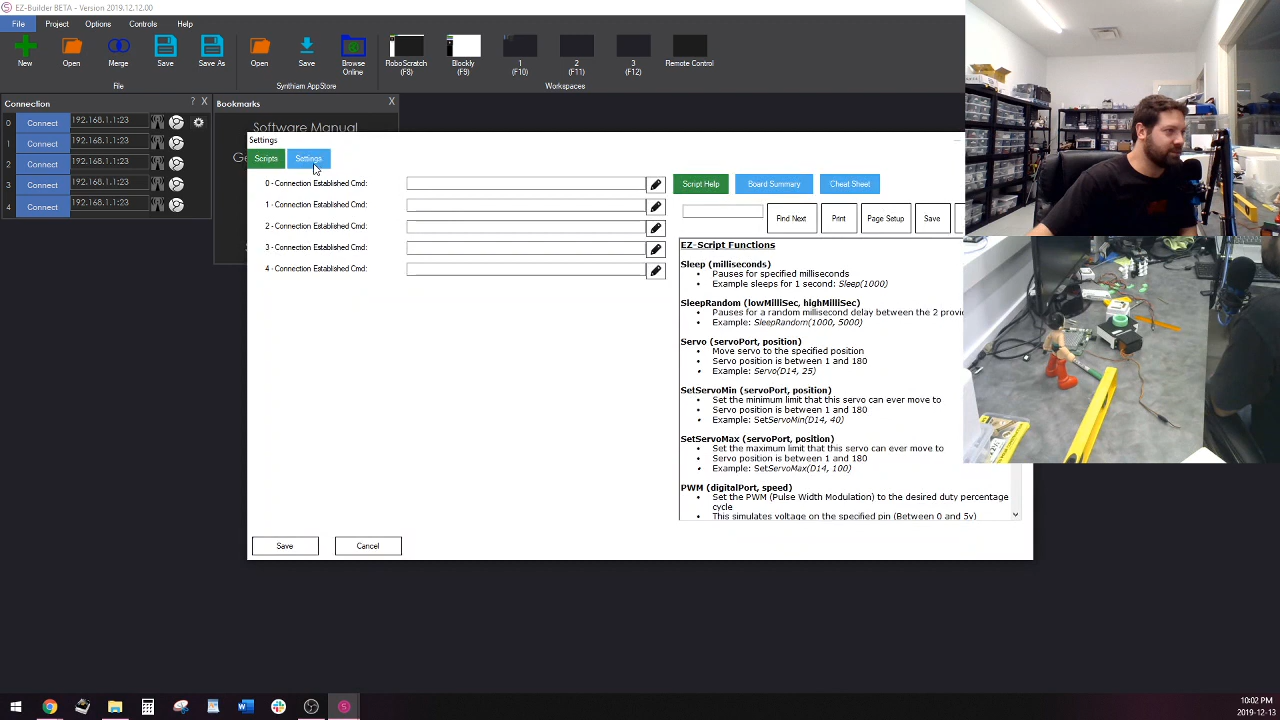 EZ-Builder BETA - Version 2019.12.12.00
File Project Options Controls Help
New Open Merge Save Save As Open Save Browse Online RoboScratch (F8) Blockly (F9) 1 (F10) 2 (F11) 3 (F12) Remote Control
File Synthiam AppStore Workspaces
Connection ? X Bookmarks X
0 Connect 192.168.1.1:23
1 Connect 192.168.1.1:23
2 Connect 192.168.1.1:23
3 Connect 192.168.1.1:23
4 Connect 192.168.1.1:23
Software Manual
Ge
Settings
Scripts Settings
0 - Connection Established Cmd:
1 - Connection Established Cmd:
2 - Connection Established Cmd:
3 - Connection Established Cmd:
4 - Connection Established Cmd:
Script Help Board Summary Cheat Sheet
Find Next Print Page Setup Save
EZ-Script Functions
Sleep (milliseconds)
• Pauses for specified milliseconds
• Example sleeps for 1 second: Sleep(1000)
SleepRandom (lowMilliSec, highMilliSec)
• Pauses for a random millisecond delay between the 2 provi
• Example: SleepRandom(1000, 5000)
Servo (servoPort, position)
• Move servo to the specified position
• Servo position is between 1 and 180
• Example: Servo(D14, 25)
SetServoMin (servoPort, position)
• Set the minimum limit that this servo can ever move to
• Servo position is between 1 and 180
• Example: SetServoMin(D14, 40)
SetServoMax (servoPort, position)
• Set the maximum limit that this servo can ever move to
• Servo position is between 1 and 180
• Example: SetServoMax(D14, 100)
PWM (digitalPort, speed)
• Set the PWM (Pulse Width Modulation) to the desired duty percentage
cycle
• This simulates voltage on the specified pin (Between 0 and 5v)
Save Cancel
10:02 PM
2019-12-13